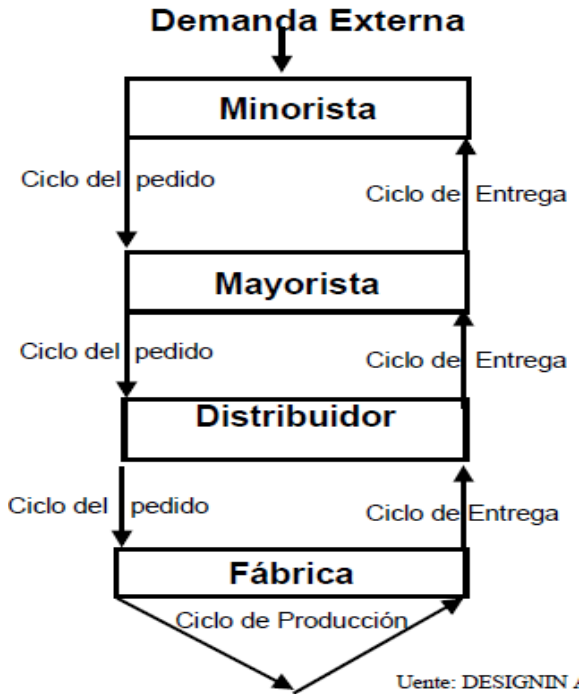 Demanda Externa
Minorista
Ciclo del pedido
Ciclo de Entrega
Mayorista
Ciclo del pedido
Ciclo de Entrega
Distribuidor
Ciclo del pedido
Ciclo de Entrega
Fábrica
Ciclo de Producción
Uente: DESIGNIN A